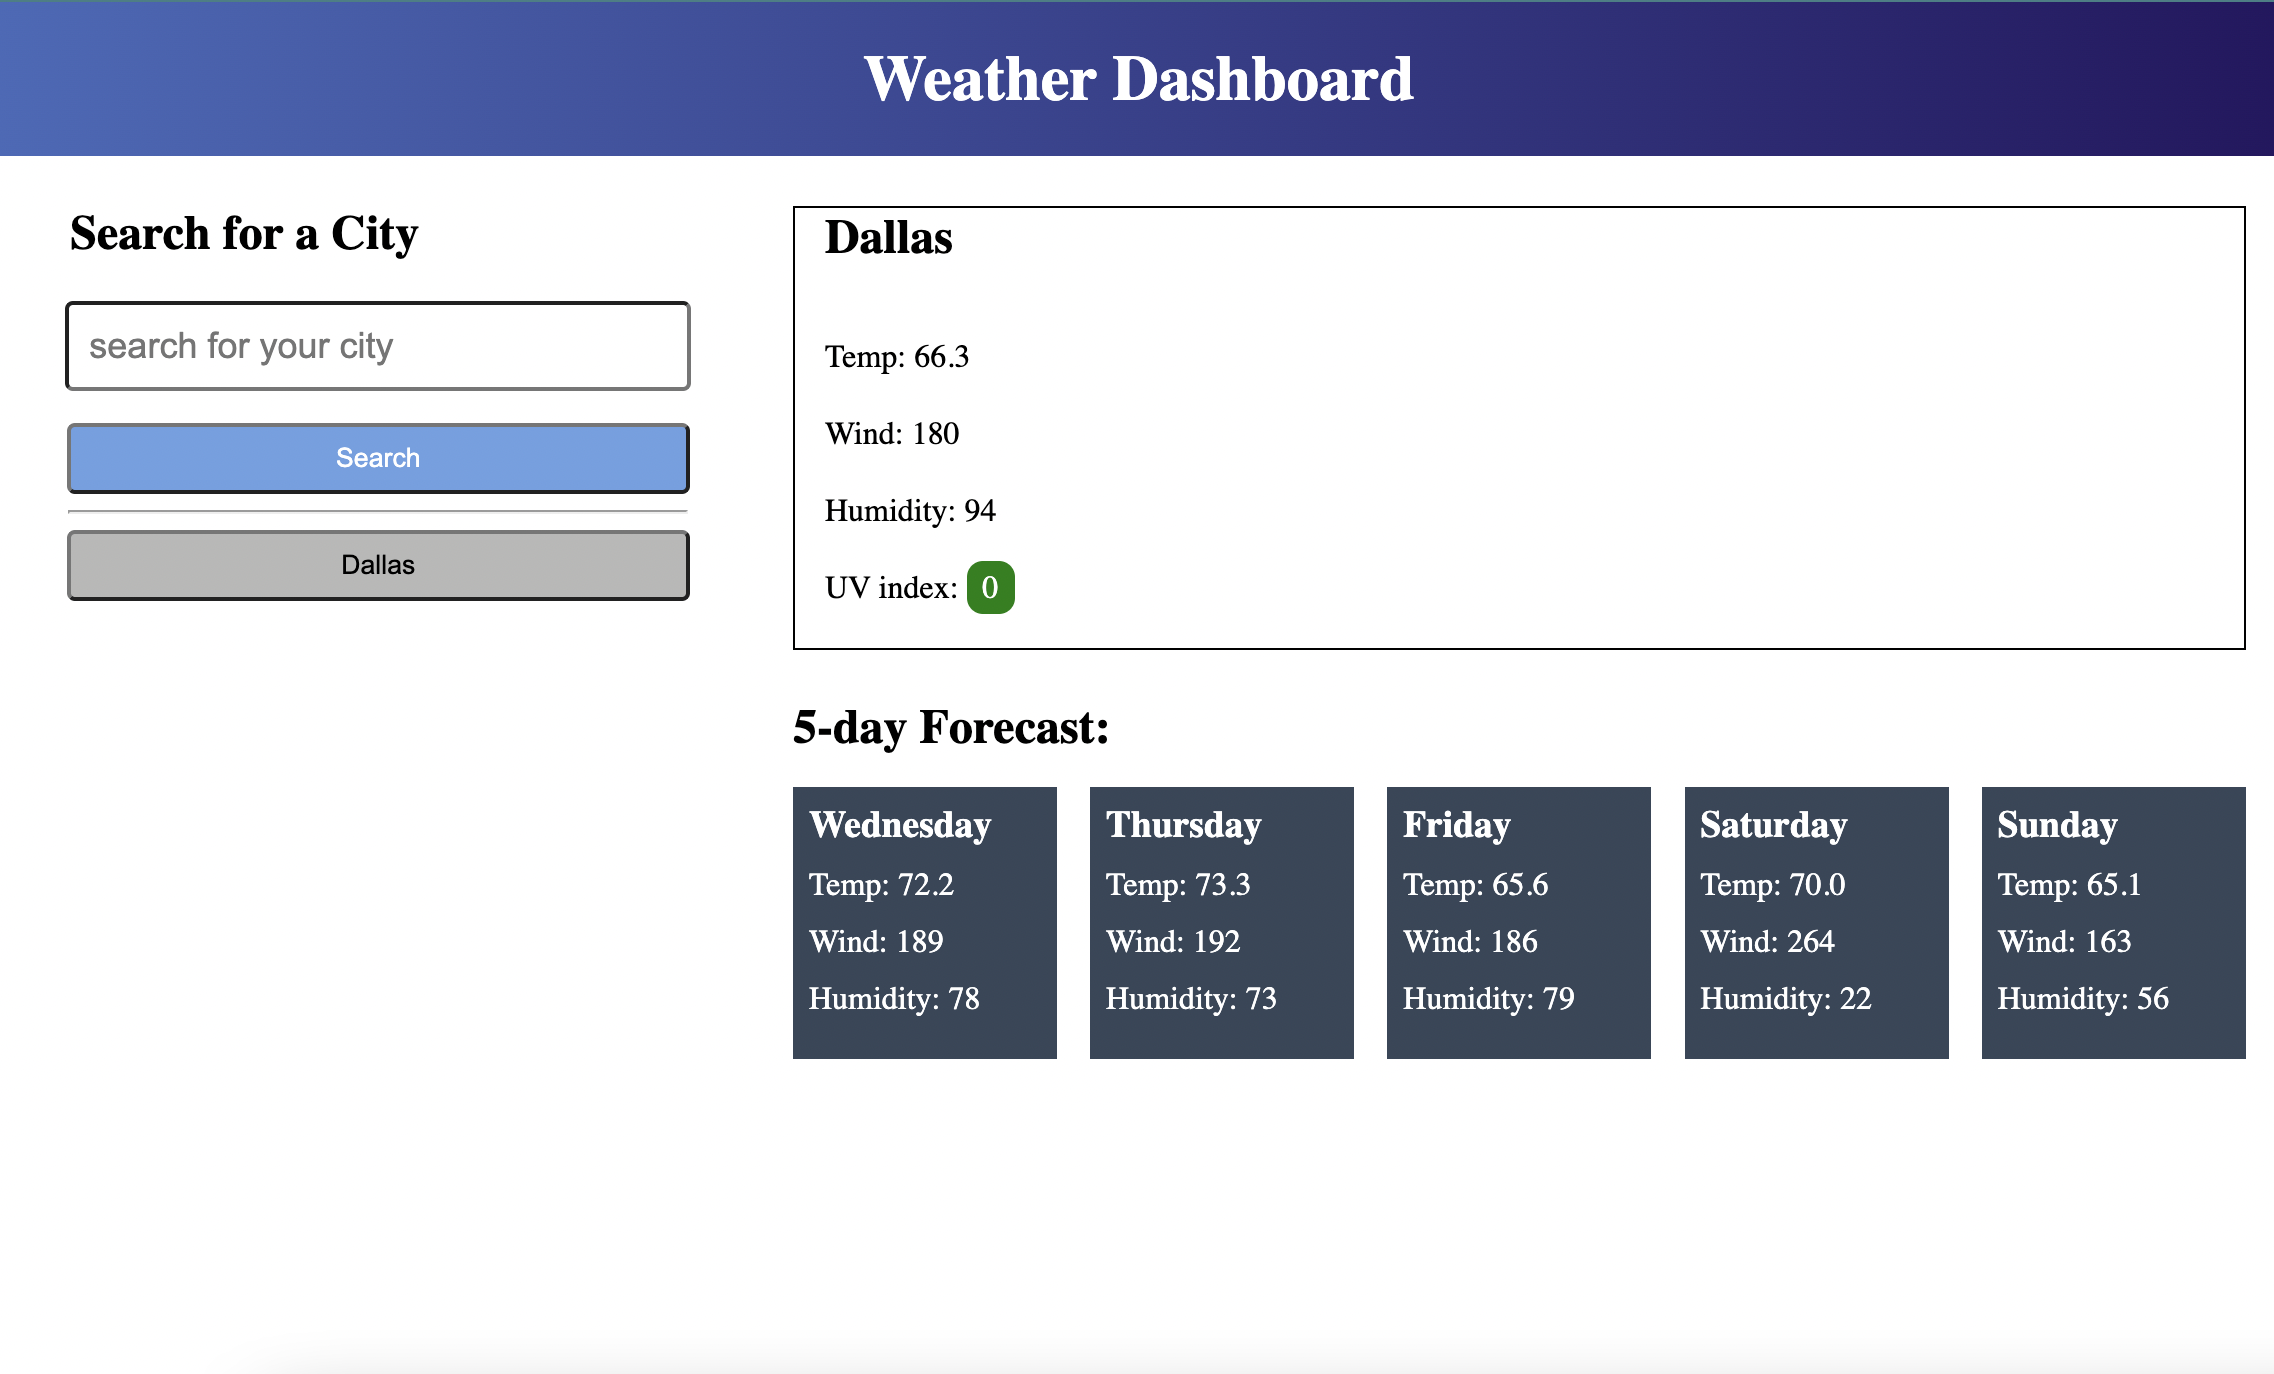 Weather Dashboard
Search for a City
search for your city
Search
Dallas
Dallas
Temp: 66.3
Wind: 180
Humidity: 94
UV index: 0
5-day Forecast:
Wednesday
Temp: 72.2
Wind: 189
Humidity: 78
Thursday
Temp: 73.3
Wind: 192
Humidity: 73
Friday
Temp: 65.6
Wind: 186
Humidity: 79
Saturday
Temp: 70.0
Wind: 264
Humidity: 22
Sunday
Temp: 65.1
Wind: 163
Humidity: 56